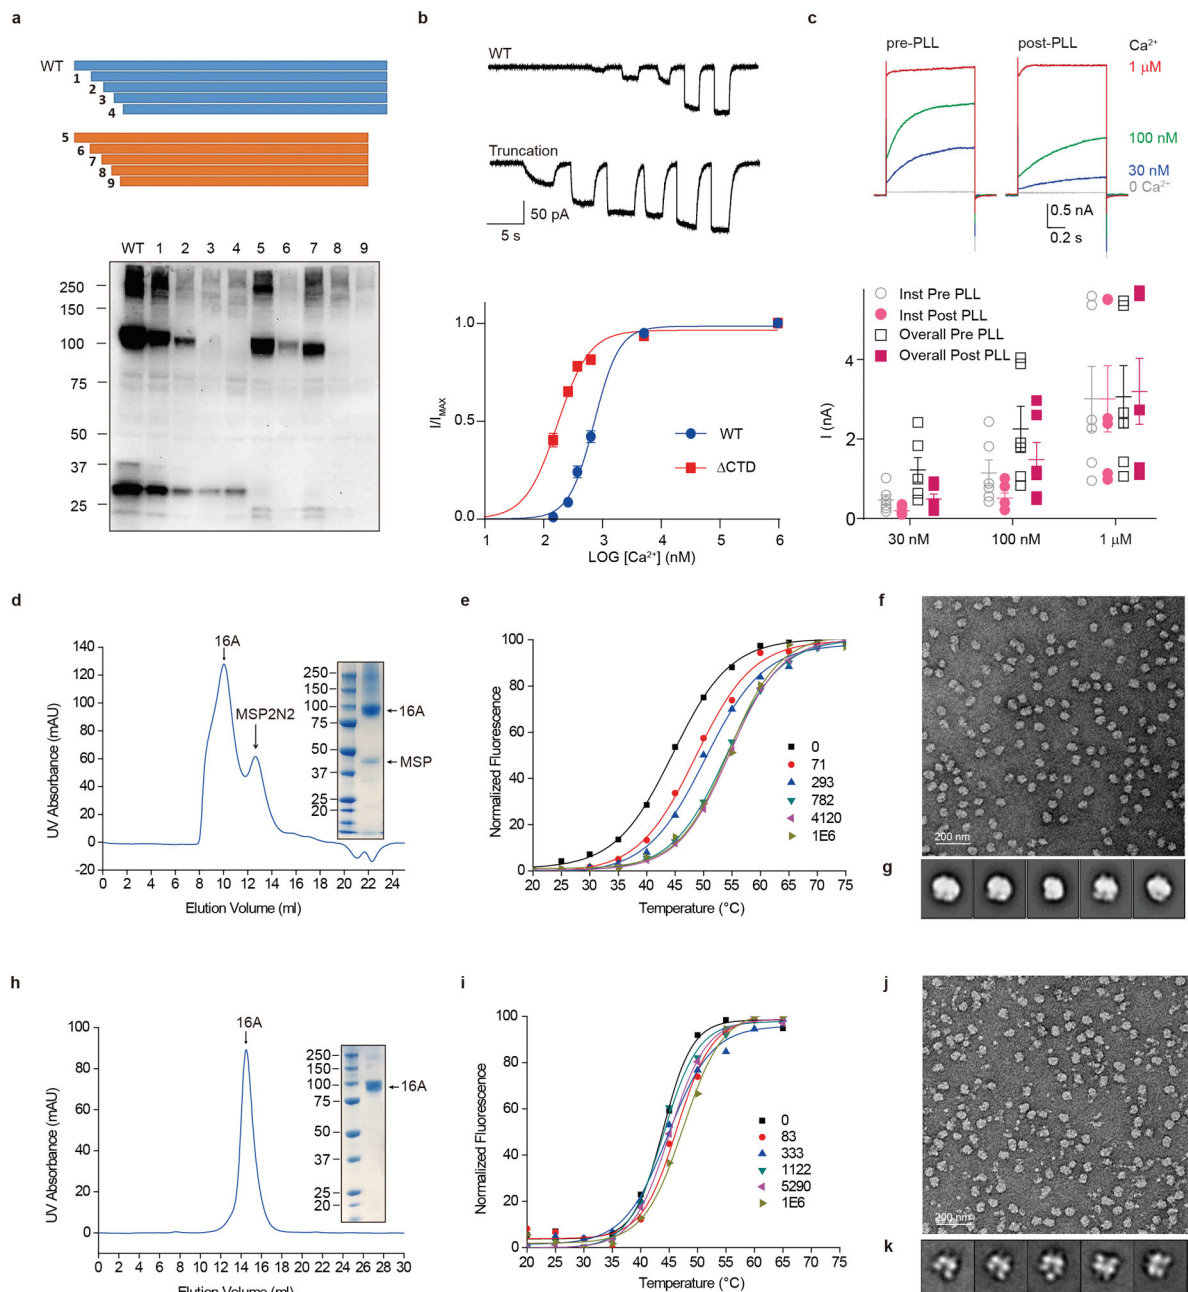 a
WT
1
2
3
4
5
6
7
8
9
WT 1 2 3 4 5 6 7 8 9
250
150
100
75
50
37
25
b
WT
Truncation
50 pA
5 s
1.0
0.5
0.0
I/I_MAX
WT
ΔCTD
1 2 3 4 5 6
LOG [Ca²⁺] (nM)
c
pre-PLL post-PLL Ca²⁺
1 μM
100 nM
30 nM
0 Ca²⁺
0.5 nA
0.2 s
Inst Pre PLL
Inst Post PLL
Overall Pre PLL
Overall Post PLL
4
2
0
I (nA)
30 nM 100 nM 1 μM
d
140
120
100
80
60
40
20
0
-20
UV Absorbance (mAU)
16A
MSP2N2
250
150
100
75
50
37
25
20
16A
MSP
0 2 4 6 8 10 12 14 16 18 20 22 24
Elution Volume (ml)
e
100
80
60
40
20
0
Normalized Fluorescence
0
71
293
782
4120
1E6
20 25 30 35 40 45 50 55 60 65 70 75
Temperature (°C)
f
200 nm
g
h
100
80
60
40
20
0
UV Absorbance (mAU)
16A
250
150
100
75
50
37
25
20
16A
0 2 4 6 8 10 12 14 16 18 20 22 24 26 28 30
Elution Volume (ml)
i
100
80
60
40
20
0
Normalized Fluorescence
0
83
333
1122
5290
1E6
20 25 30 35 40 45 50 55 60 65 70 75
Temperature (°C)
j
200 nm
k